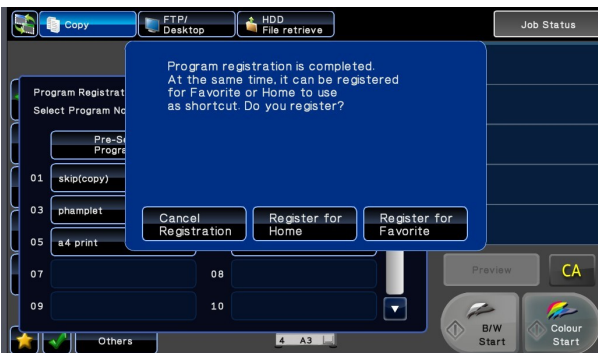 Copy
FTP/
Desktop
HDD
File retrieve
Job Status
Program registration is completed.
At the same time, it can be registered
for Favorite or Home to use
as shortcut. Do you register?
Cancel
Registration
Register for
Home
Register for
Favorite
Program Registrat
Select Program No
Pre-Se
Progra
01 skip(copy)
03 phamplet
05 a4 print
07 08
09 10
Preview
CA
B/W
Start
Colour
Start
Others
4 A3